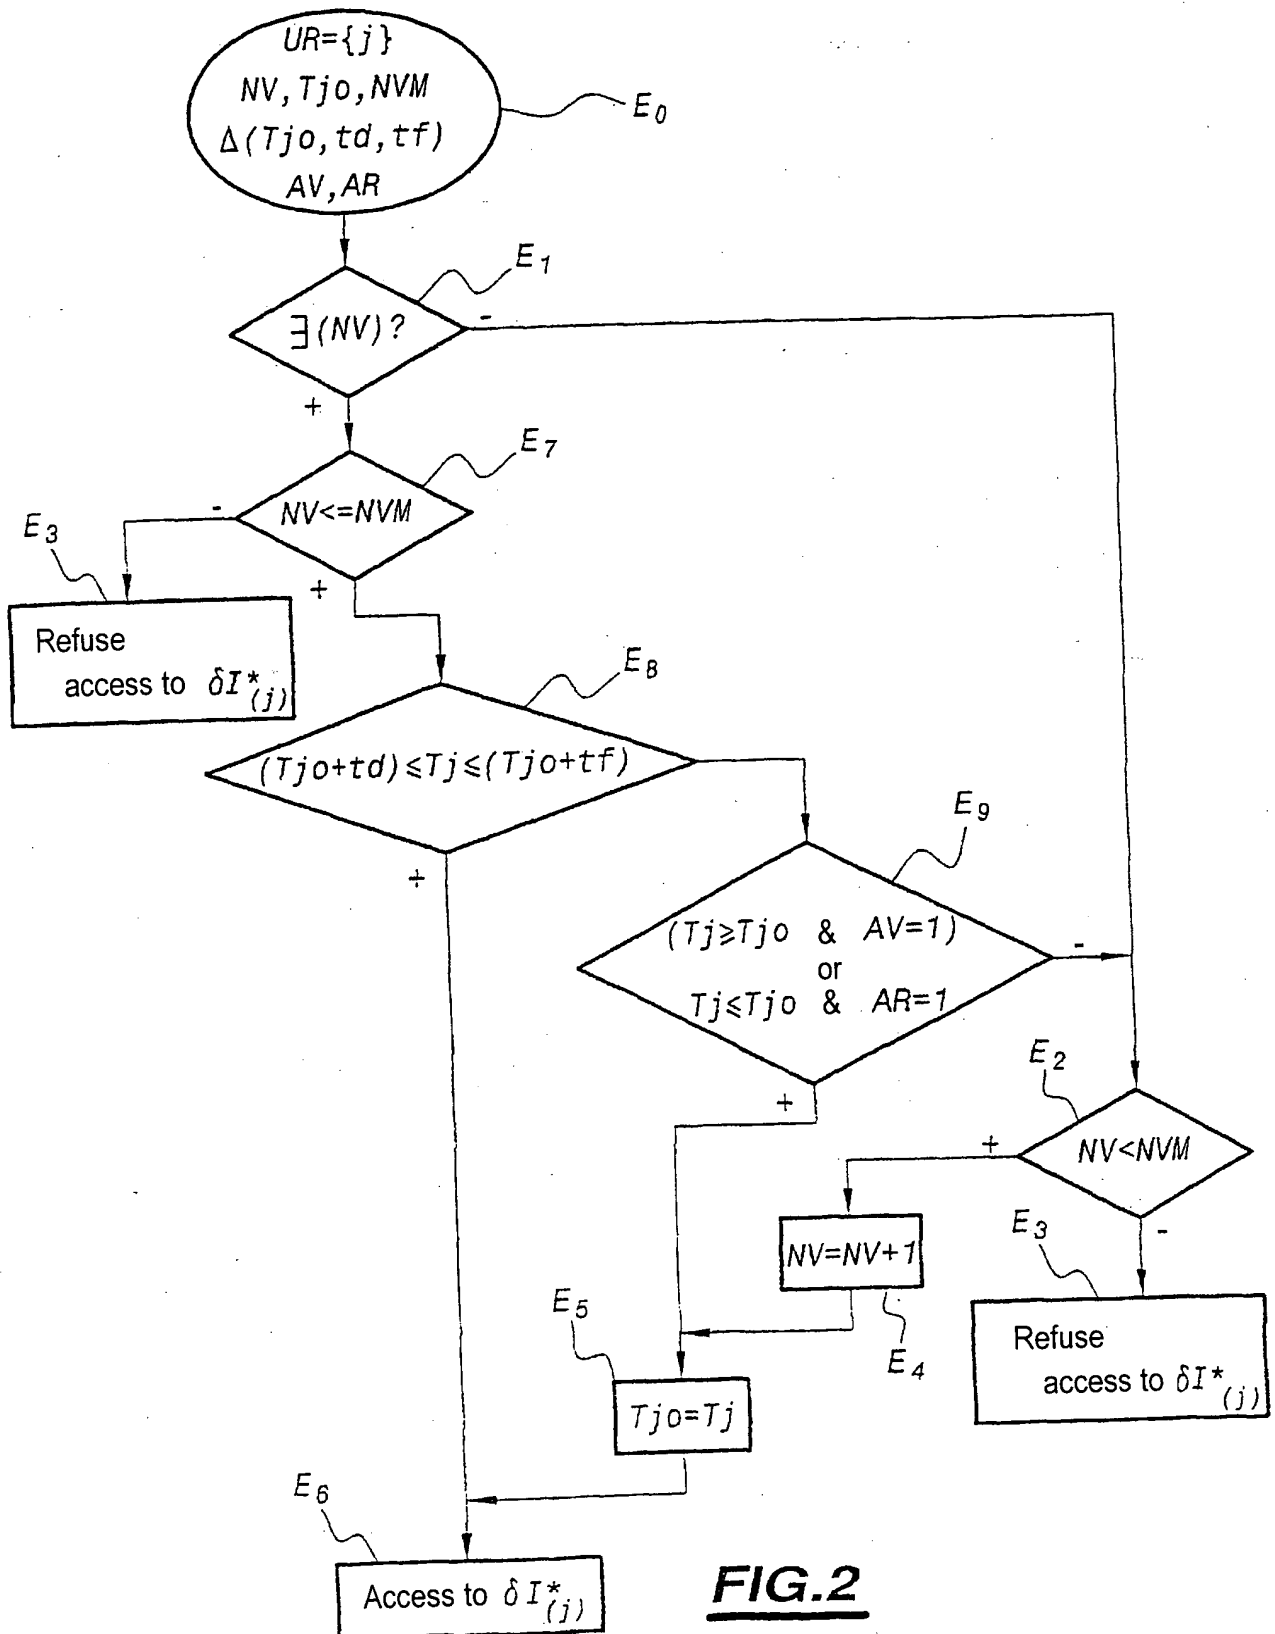 UR={j}
NV,Tjo,NVM
Δ(Tjo,td,tf)
AV,AR
E0
E1
∃(NV)?
-
+
E7
NV<=NVM
-
+
E3
Refuse
access to δI*(j)
E8
(Tjo+td)≤Tj≤(Tjo+tf)
+
E9
(Tj≥Tjo & AV=1)
or
Tj≤Tjo & AR=1
-
+
E2
NV<NVM
+
-
NV=NV+1
E4
E3
Refuse
access to δI*(j)
E5
Tjo=Tj
E6
Access to δI*(j)
FIG.2